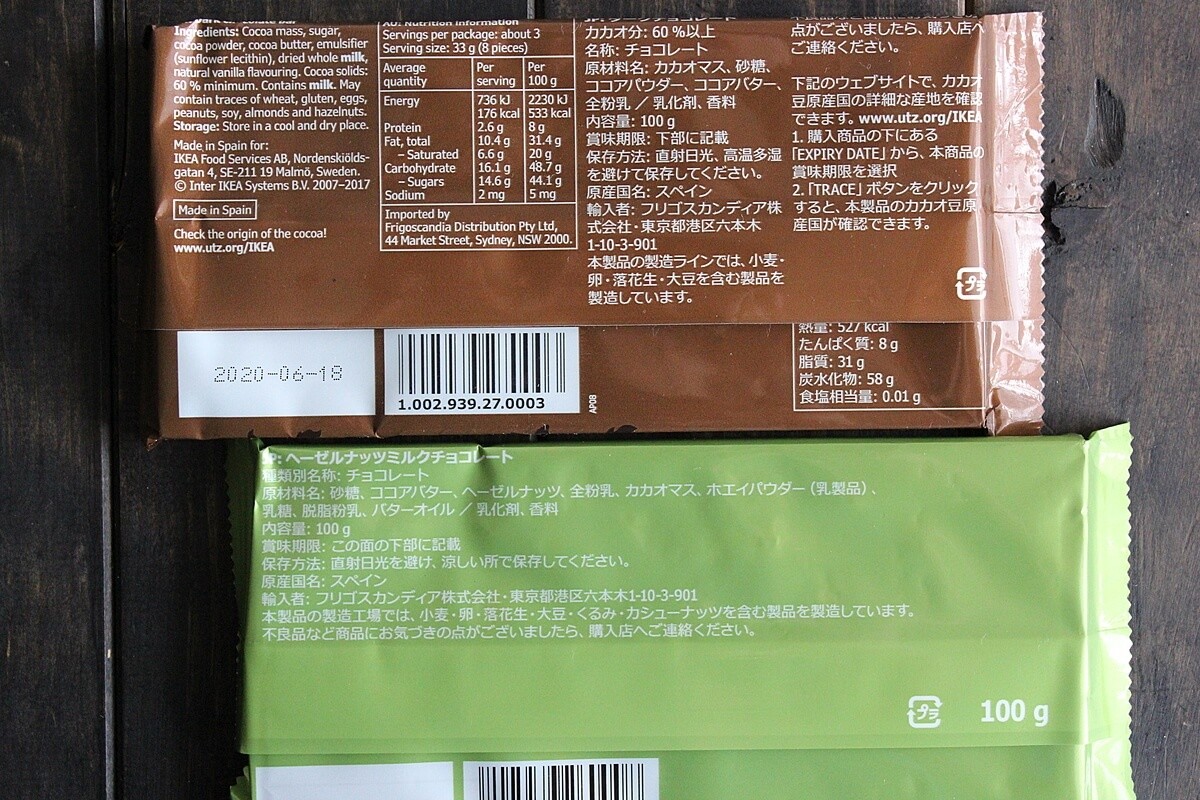 Ingredients: Cocoa mass, sugar,
cocoa powder, cocoa butter, emulsifier
(sunflower lecithin), dried whole milk,
natural vanilla flavouring. Cocoa solids:
60 % minimum. Contains milk. May
contain traces of wheat, gluten, eggs,
peanuts, soy, almonds and hazelnuts.
Storage: Store in a cool and dry place.
Made in Sweden for:
IKEA Food Services AB, Nordenskiölds-
gatan 4, SE-211 19 Malmö, Sweden.
© Inter IKEA Systems B.V. 2007–2017
Made in Spain
Check the origin of the cocoa!
www.utz.org/IKEA
AU: Nutrition information
Servings per package: about 3
Serving size: 33 g (8 pieces)
Average quantity Per serving Per 100 g
Energy 736 kJ 2230 kJ
176 kcal 533 kcal
Protein 2.6 g 8 g
Fat, total 10.4 g 31.4 g
– Saturated 6.6 g 20 g
Carbohydrate 16.1 g 48.7 g
– Sugars 14.6 g 44.1 g
Sodium 2 mg 5 mg
Imported by
Frigoscandia Distribution Pty Ltd,
44 Market Street, Sydney, NSW 2000.
カカオ分: 60 %以上
名称: チョコレート
原材料名: カカオマス、砂糖、
ココアパウダー、ココアバター、
全粉乳 / 乳化剤、香料
内容量: 100 g
賞味期限: 下部に記載
保存方法: 直射日光、高温多湿
を避けて保存してください。
原産国名: スペイン
輸入者: フリゴスカンディア株
式会社・東京都港区六本木
1-10-3-901
本製品の製造ラインでは、小麦・
卵・落花生・大豆を含む製品を
製造しています。
点がございましたら、購入店へ
ご連絡ください。
下記のウェブサイトで、カカオ
豆原産国の詳細な産地を確認
できます。www.utz.org/IKEA
1. 購入商品の下にある
「EXPIRY DATE」から、本商品の
賞味期限を選択
2.「TRACE」ボタンをクリック
すると、本製品のカカオ豆原
産国が確認できます。
プラ
2020-06-18
1.002.939.27.0003
AP08
熱量: 527 kcal
たんぱく質: 8 g
脂質: 31 g
炭水化物: 58 g
食塩相当量: 0.01 g
JP: ヘーゼルナッツミルクチョコレート
種類別名称: チョコレート
原材料名: 砂糖、ココアバター、ヘーゼルナッツ、全粉乳、カカオマス、ホエイパウダー（乳製品）、
乳糖、脱脂粉乳、バターオイル / 乳化剤、香料
内容量: 100 g
賞味期限: この面の下部に記載
保存方法: 直射日光を避け、涼しい所で保存してください。
原産国名: スペイン
輸入者: フリゴスカンディア株式会社・東京都港区六本木1-10-3-901
本製品の製造工場では、小麦・卵・落花生・大豆・くるみ・カシューナッツを含む製品を製造しています。
不良品など商品にお気づきの点がございましたら、購入店へご連絡ください。
プラ
100 g